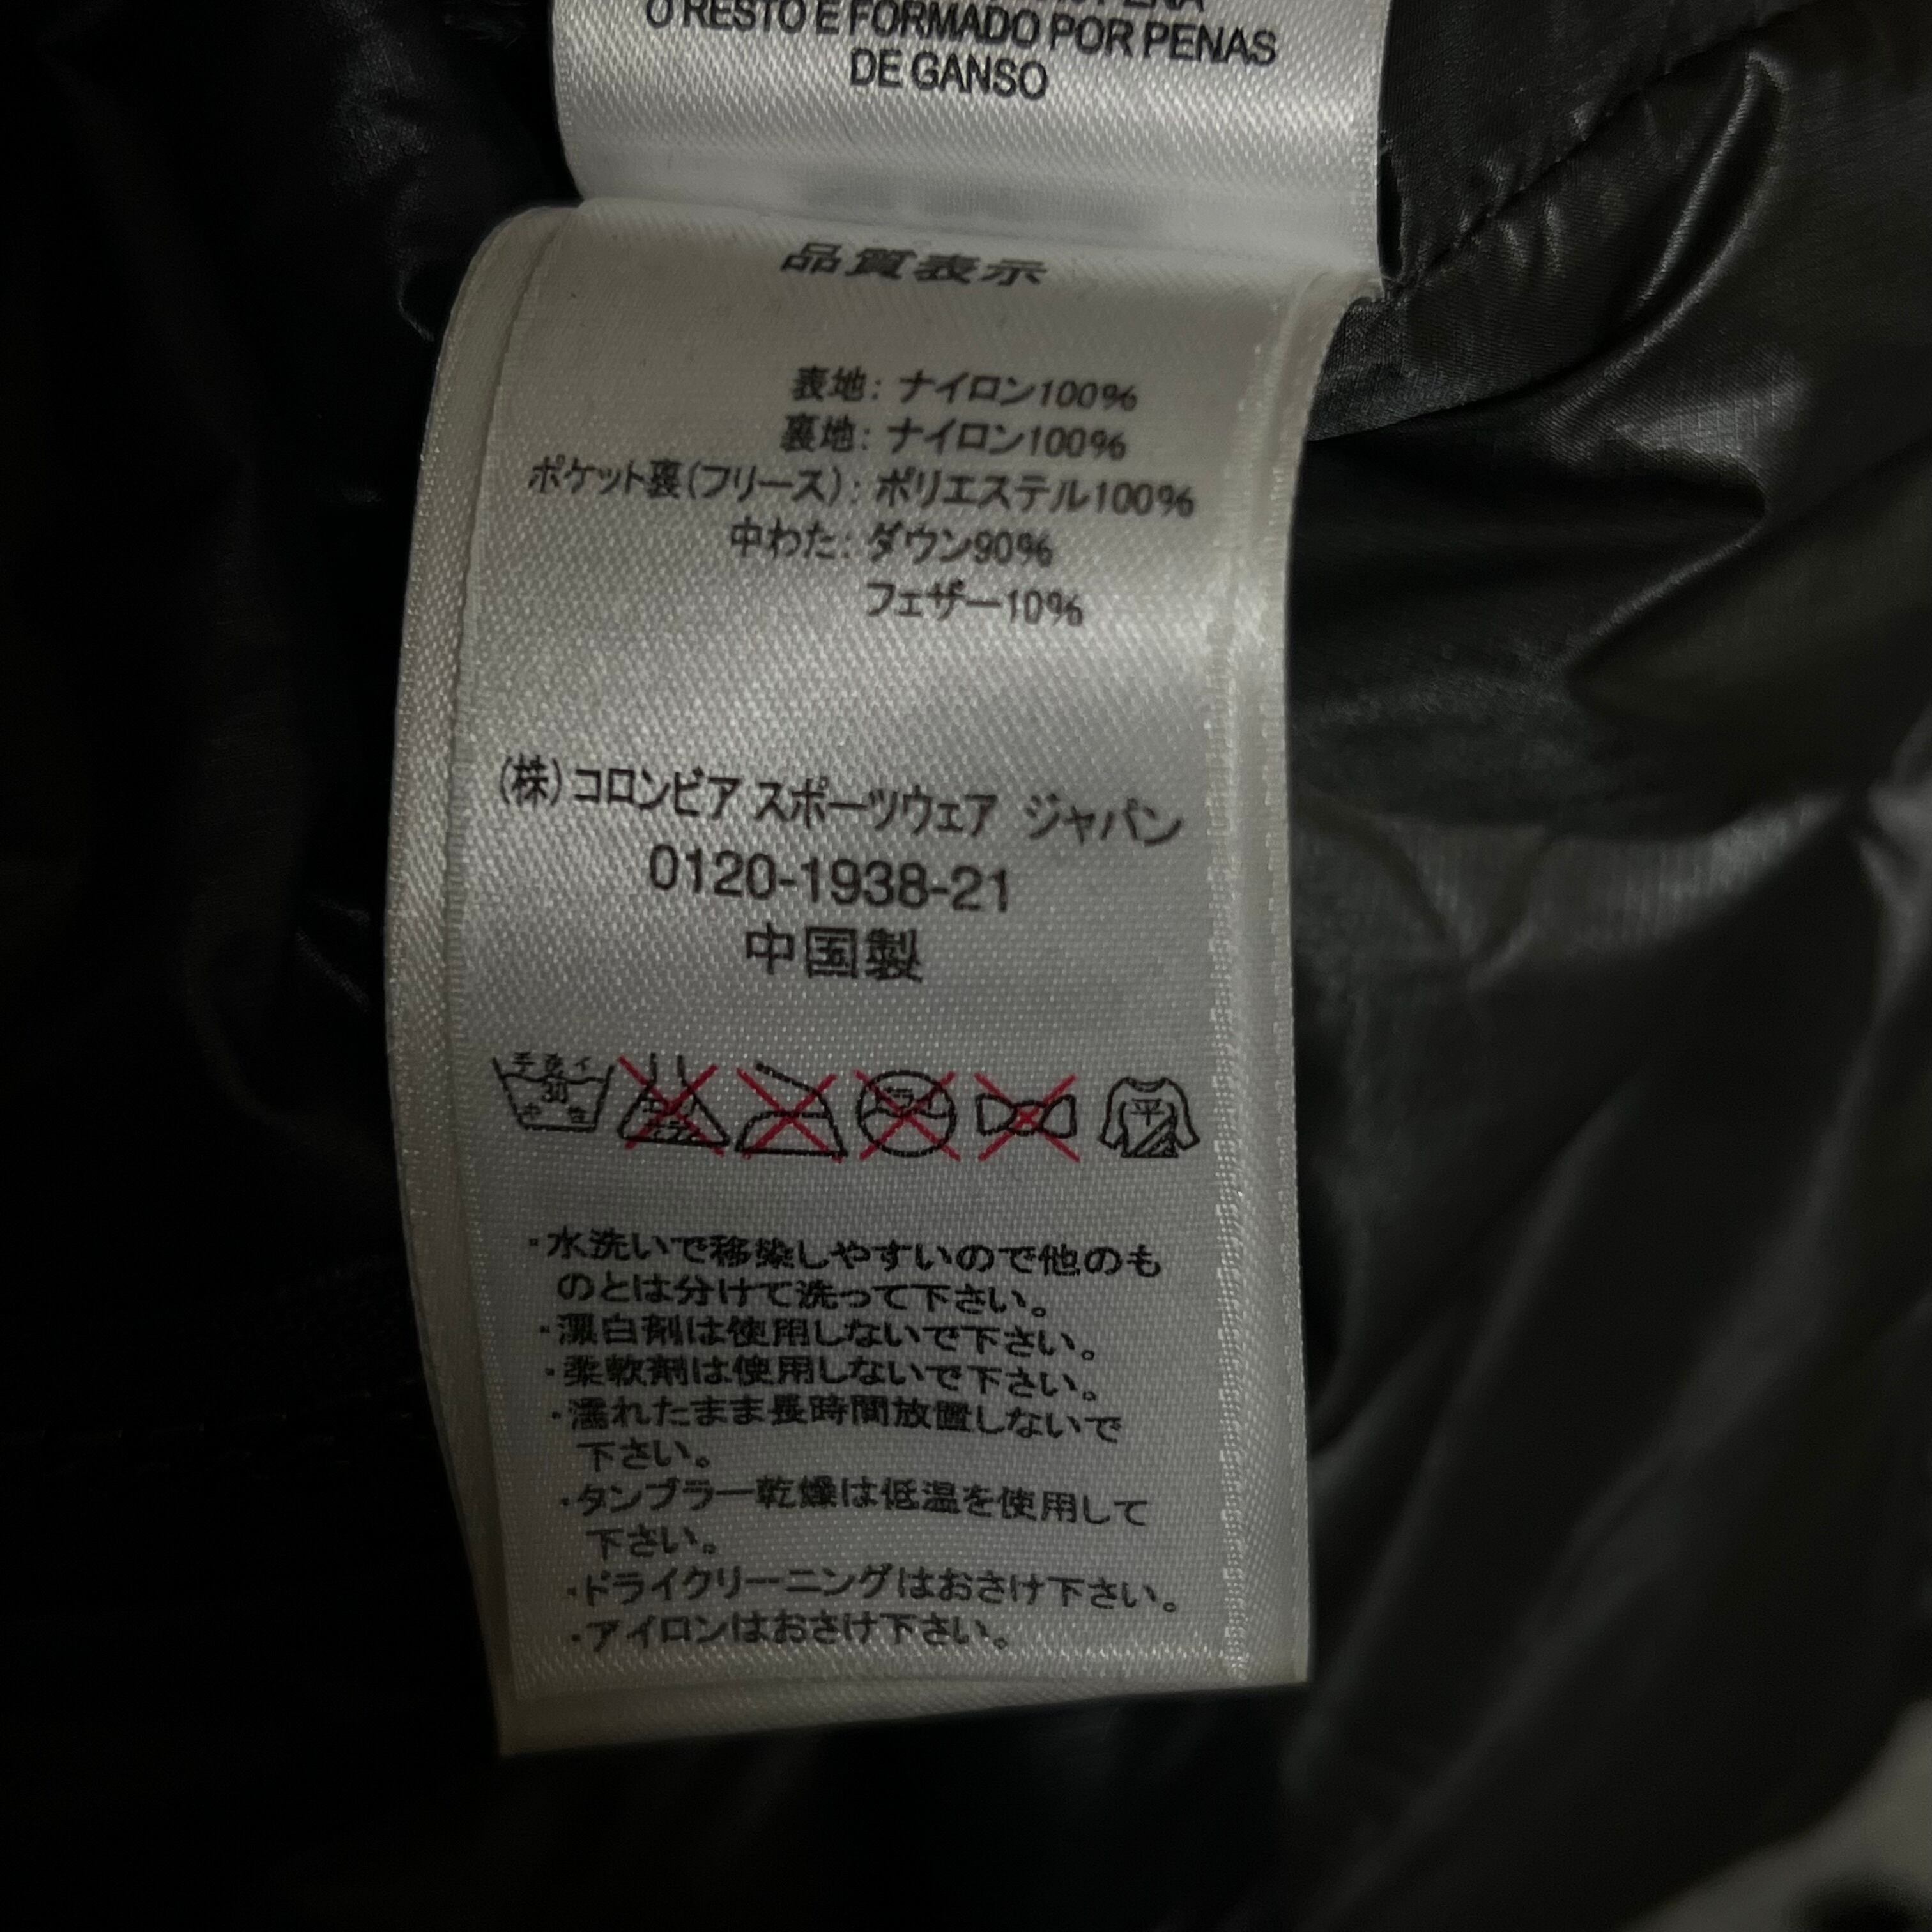 O RESTO E FORMADO POR PENAS
DE GANSO
品質表示
表地: ナイロン100%
裏地: ナイロン100%
ポケット裏(フリース): ポリエステル100%
中わた: ダウン90%
フェザー10%
(株)コロンビア スポーツウェア ジャパン
0120-1938-21
中国製
手洗イ
30
中性
平
・水洗いで移染しやすいので他のも
のとは分けて洗って下さい。
・漂白剤は使用しないで下さい。
・柔軟剤は使用しないで下さい。
・濡れたまま長時間放置しないで
下さい。
・タンブラー乾燥は低温を使用して
下さい。
・ドライクリーニングはおさけ下さい。
・アイロンはおさけ下さい。